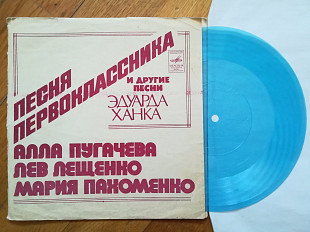 ПЕСНЯ
ПЕРВОКЛАССНИКА
И ДРУГИЕ
ПЕСНИ
ЭДУАРДА
ХАНКА
АЛЛА ПУГАЧЕВА
ЛЕВ ЛЕЩЕНКО
МАРИЯ ПАХОМЕНКО